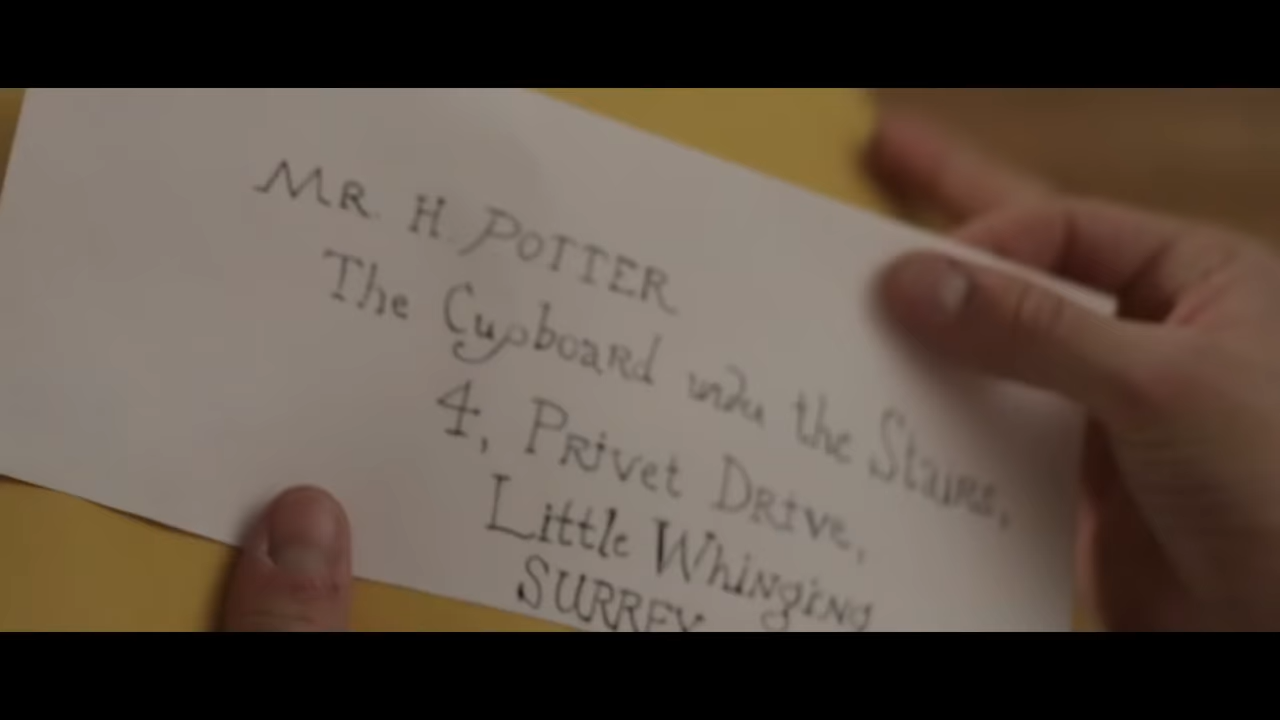 MR. H. POTTER
The Cupboard under the Stairs,
4, Privet Drive,
Little Whinging
SURREY